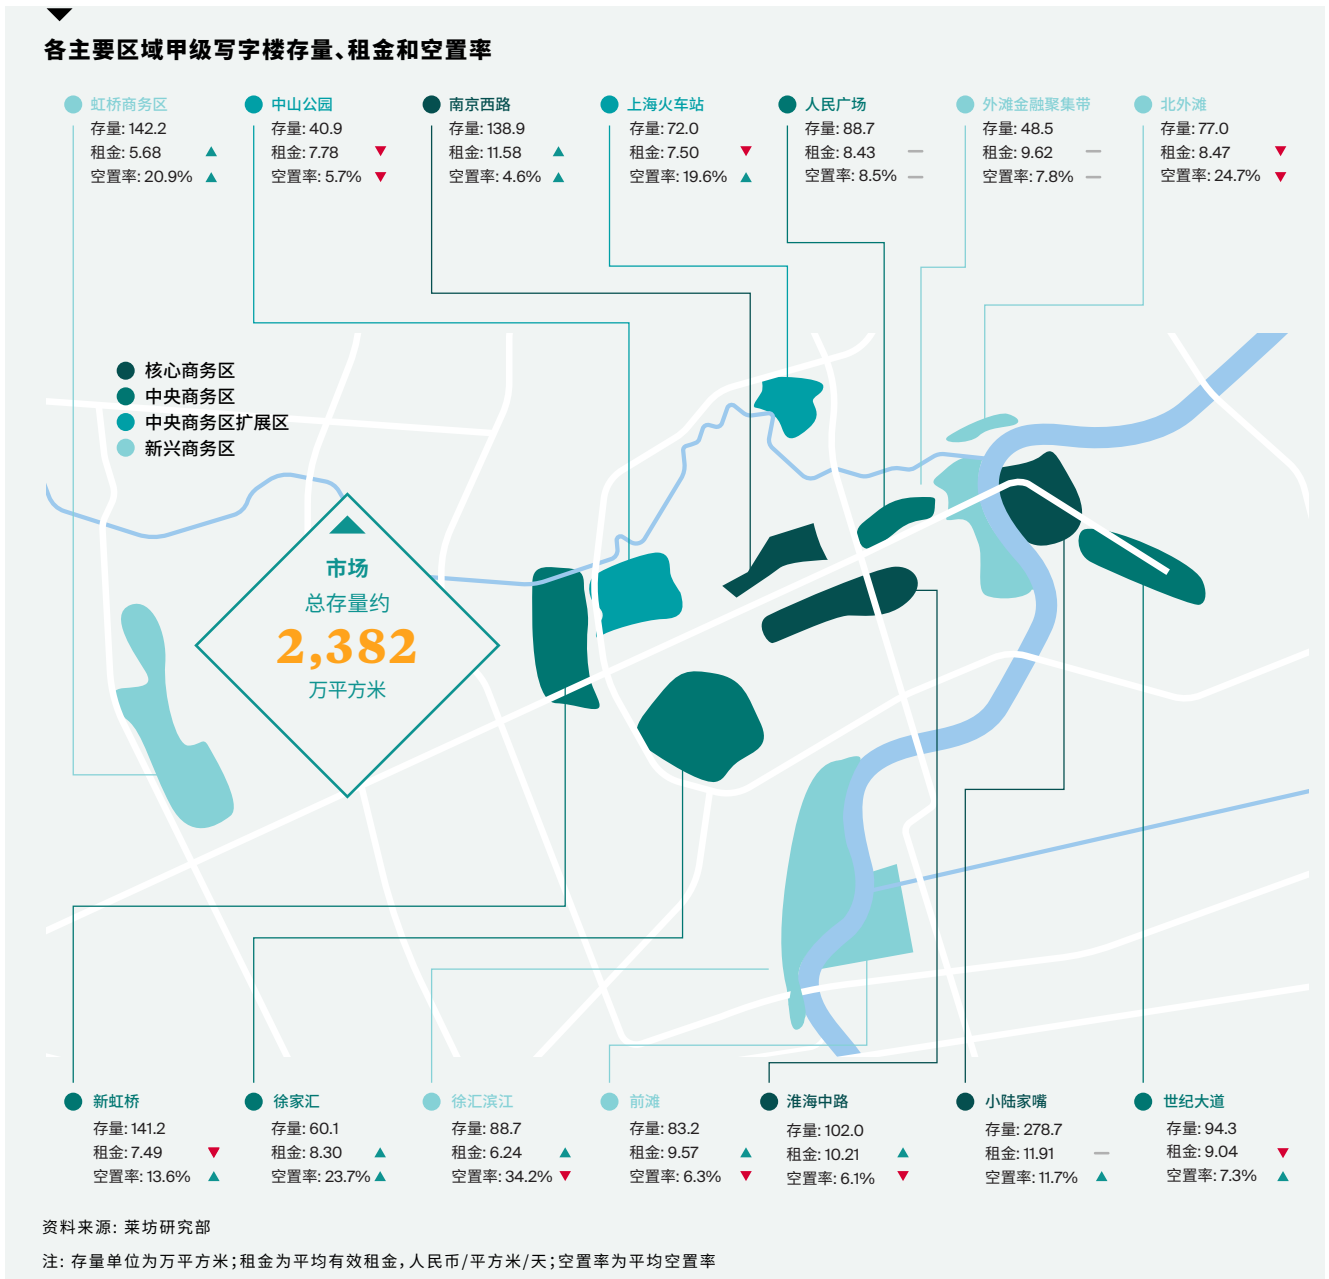 各主要区域甲级写字楼存量、租金和空置率
虹桥商务区
存量: 142.2
租金: 5.68
空置率: 20.9%
中山公园
存量: 40.9
租金: 7.78
空置率: 5.7%
南京西路
存量: 138.9
租金: 11.58
空置率: 4.6%
上海火车站
存量: 72.0
租金: 7.50
空置率: 19.6%
人民广场
存量: 88.7
租金: 8.43
空置率: 8.5%
外滩金融聚集带
存量: 48.5
租金: 9.62
空置率: 7.8%
北外滩
存量: 77.0
租金: 8.47
空置率: 24.7%
核心商务区
中央商务区
中央商务区扩展区
新兴商务区
市场
总存量约
2,382
万平方米
新虹桥
存量: 141.2
租金: 7.49
空置率: 13.6%
徐家汇
存量: 60.1
租金: 8.30
空置率: 23.7%
徐汇滨江
存量: 88.7
租金: 6.24
空置率: 34.2%
前滩
存量: 83.2
租金: 9.57
空置率: 6.3%
淮海中路
存量: 102.0
租金: 10.21
空置率: 6.1%
小陆家嘴
存量: 278.7
租金: 11.91
空置率: 11.7%
世纪大道
存量: 94.3
租金: 9.04
空置率: 7.3%
资料来源: 莱坊研究部
注: 存量单位为万平方米;租金为平均有效租金,人民币/平方米/天;空置率为平均空置率